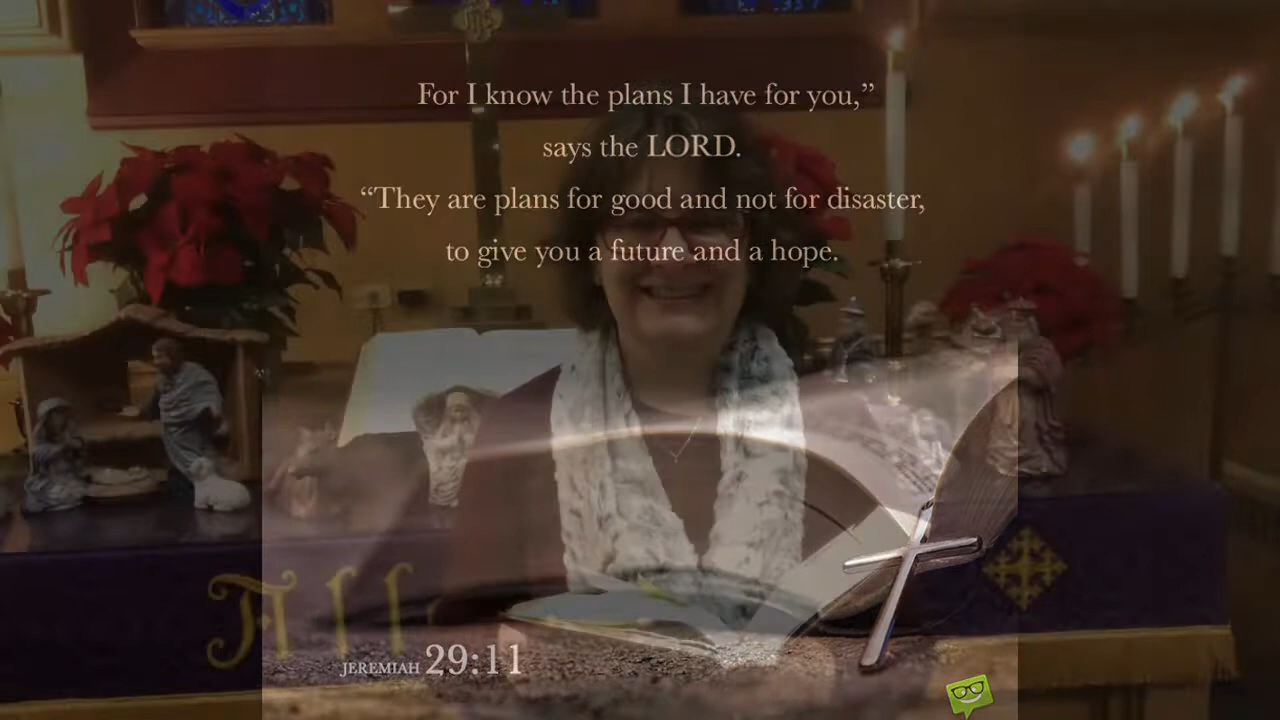 For I know the plans I have for you,”
says the LORD.
“They are plans for good and not for disaster,
to give you a future and a hope.
JEREMIAH 29:11